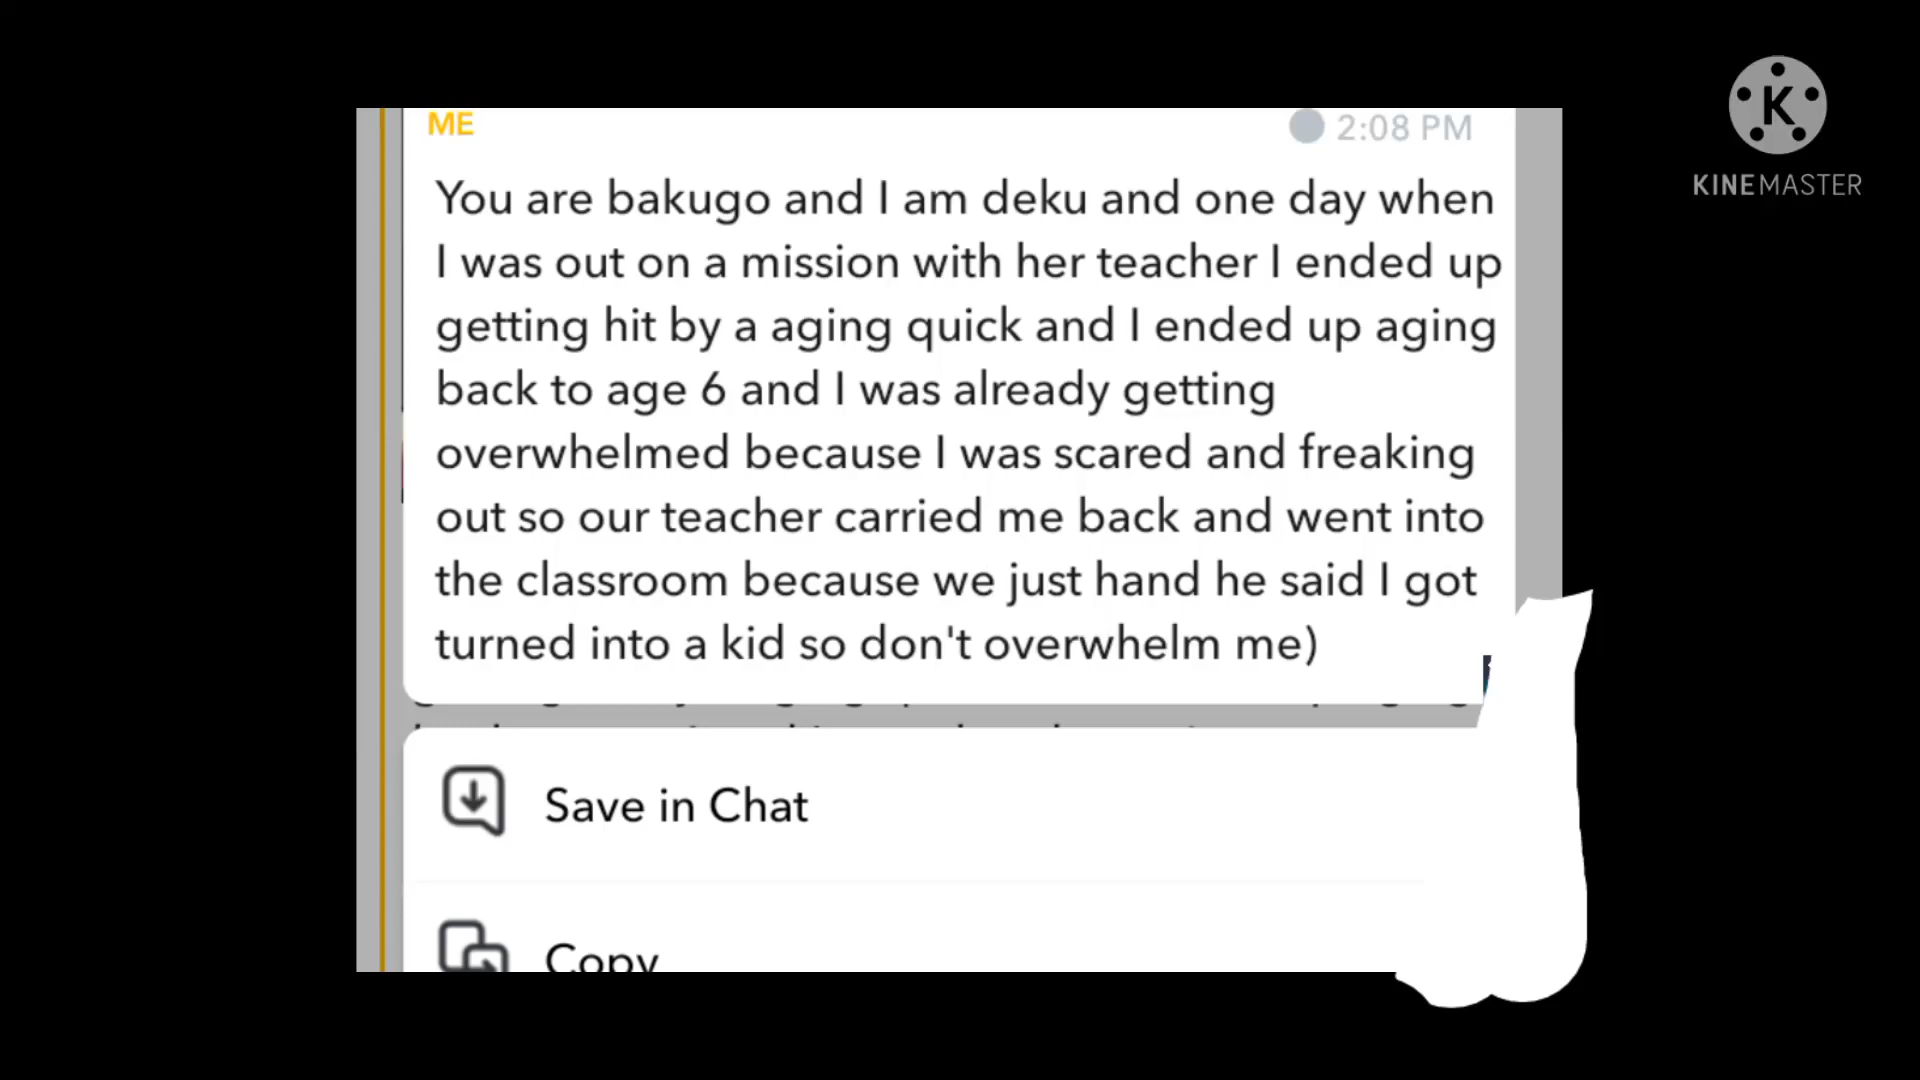 ME
2:08 PM
You are bakugo and I am deku and one day when
I was out on a mission with her teacher I ended up
getting hit by a aging quick and I ended up aging
back to age 6 and I was already getting
overwhelmed because I was scared and freaking
out so our teacher carried me back and went into
the classroom because we just hand he said I got
turned into a kid so don't overwhelm me)
Save in Chat
Copy
K
KINEMASTER